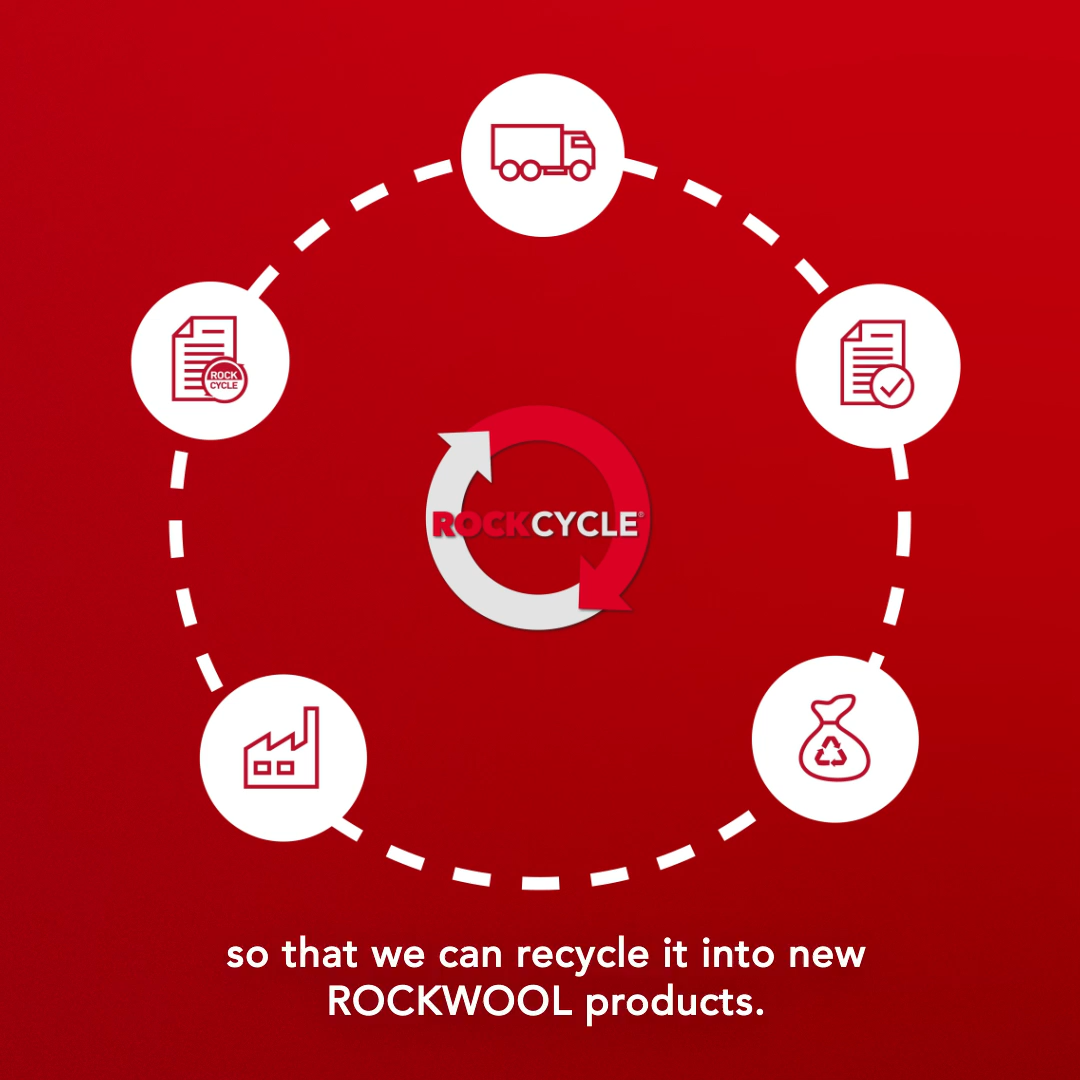 ROCK
CYCLE
ROCKCYCLE®
so that we can recycle it into new
ROCKWOOL products.